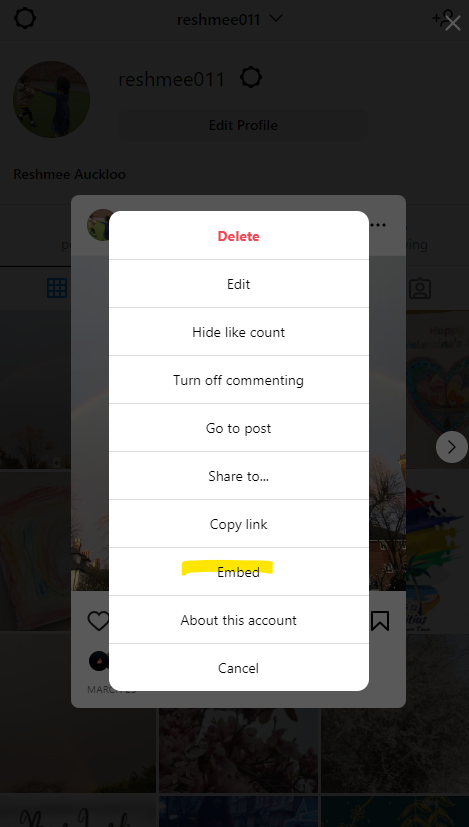 reshmee011
reshmee011
Edit Profile
Reshmee Auckloo
Delete
Edit
Hide like count
Turn off commenting
Go to post
Share to...
Copy link
Embed
About this account
Cancel